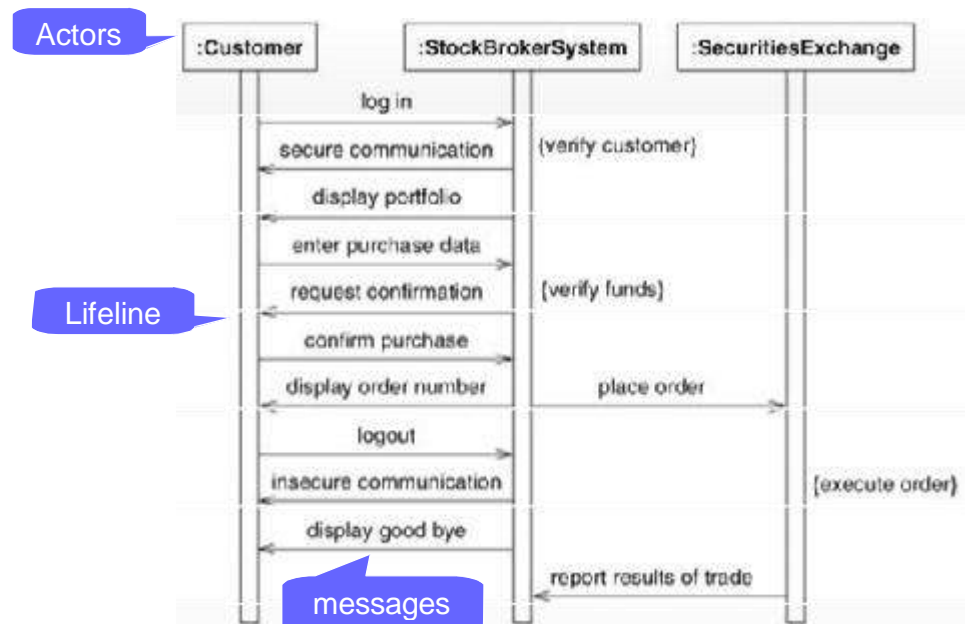 Actors
:Customer
:StockBrokerSystem
:SecuritiesExchange
log in
secure communication
{verify customer}
display portfolio
enter purchase data
request confirmation
{verify funds}
Lifeline
confirm purchase
display order number
place order
logout
insecure communication
{execute order}
display good bye
report results of trade
messages